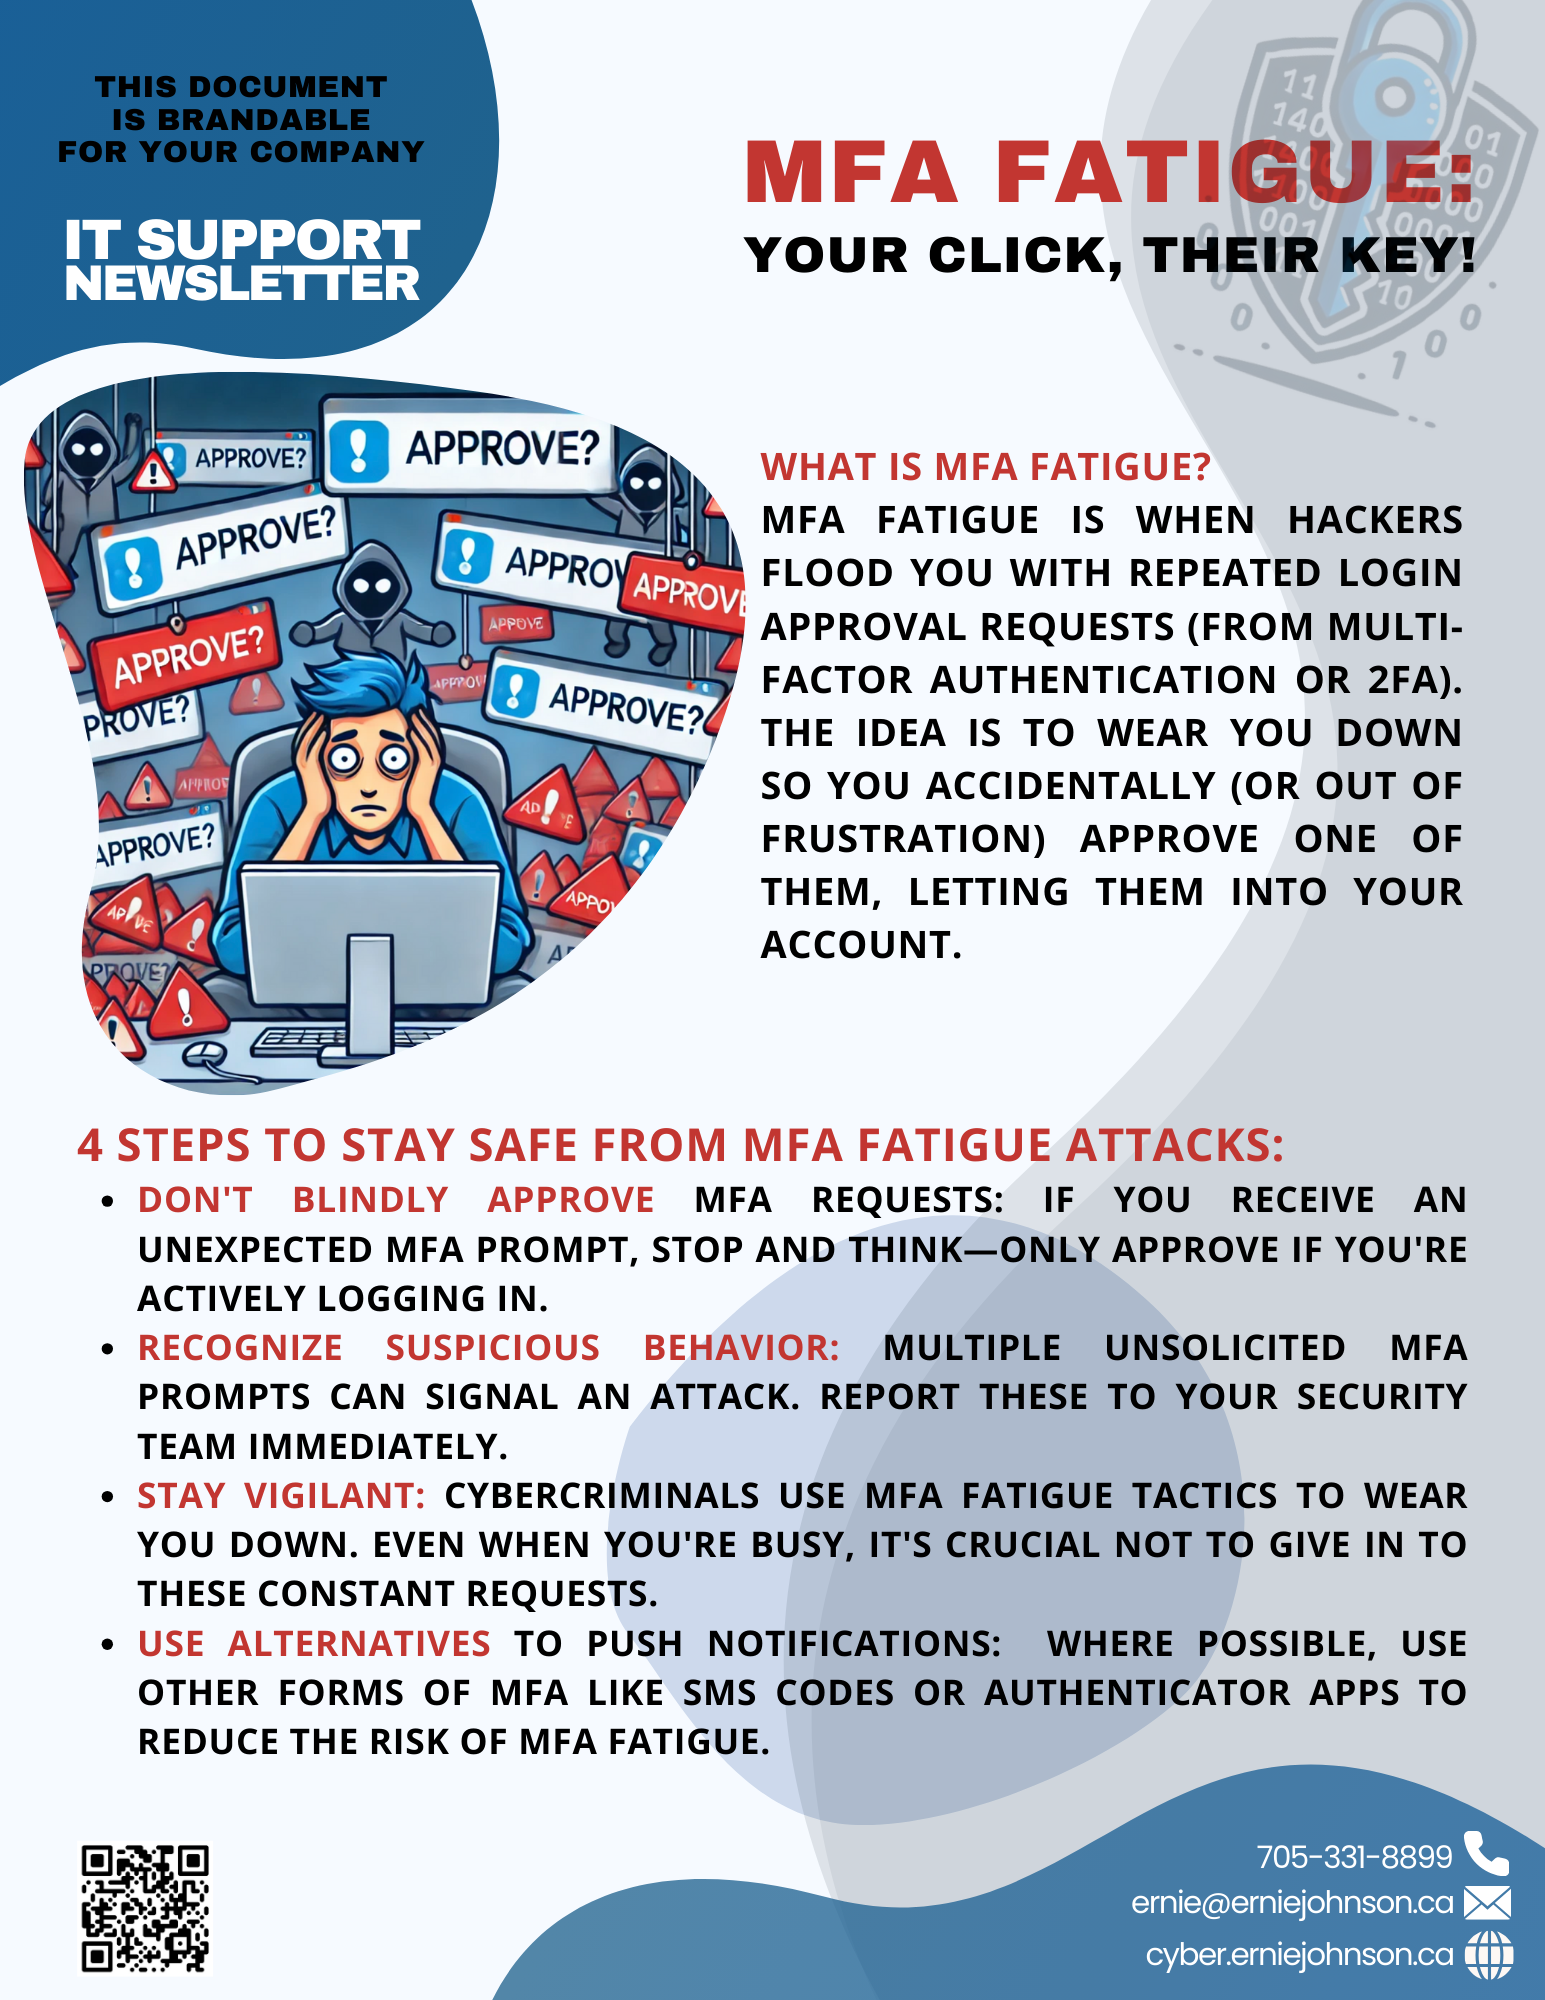 THIS DOCUMENT
IS BRANDABLE
FOR YOUR COMPANY
IT SUPPORT
NEWSLETTER
MFA FATIGUE:
YOUR CLICK, THEIR KEY!
APPROVE?
APPROVE?
APPROVE?
APPROV
APPROVE
APPROVE
APPROVE?
APPROVE?
PROVE?
APPROVE?
PROVE?
WHAT IS MFA FATIGUE?
MFA FATIGUE IS WHEN HACKERS
FLOOD YOU WITH REPEATED LOGIN
APPROVAL REQUESTS (FROM MULTI-
FACTOR AUTHENTICATION OR 2FA).
THE IDEA IS TO WEAR YOU DOWN
SO YOU ACCIDENTALLY (OR OUT OF
FRUSTRATION) APPROVE ONE OF
THEM, LETTING THEM INTO YOUR
ACCOUNT.
4 STEPS TO STAY SAFE FROM MFA FATIGUE ATTACKS:
• DON'T BLINDLY APPROVE MFA REQUESTS: IF YOU RECEIVE AN
UNEXPECTED MFA PROMPT, STOP AND THINK—ONLY APPROVE IF YOU'RE
ACTIVELY LOGGING IN.
• RECOGNIZE SUSPICIOUS BEHAVIOR: MULTIPLE UNSOLICITED MFA
PROMPTS CAN SIGNAL AN ATTACK. REPORT THESE TO YOUR SECURITY
TEAM IMMEDIATELY.
• STAY VIGILANT: CYBERCRIMINALS USE MFA FATIGUE TACTICS TO WEAR
YOU DOWN. EVEN WHEN YOU'RE BUSY, IT'S CRUCIAL NOT TO GIVE IN TO
THESE CONSTANT REQUESTS.
• USE ALTERNATIVES TO PUSH NOTIFICATIONS: WHERE POSSIBLE, USE
OTHER FORMS OF MFA LIKE SMS CODES OR AUTHENTICATOR APPS TO
REDUCE THE RISK OF MFA FATIGUE.
705-331-8899
ernie@erniejohnson.ca
cyber.erniejohnson.ca